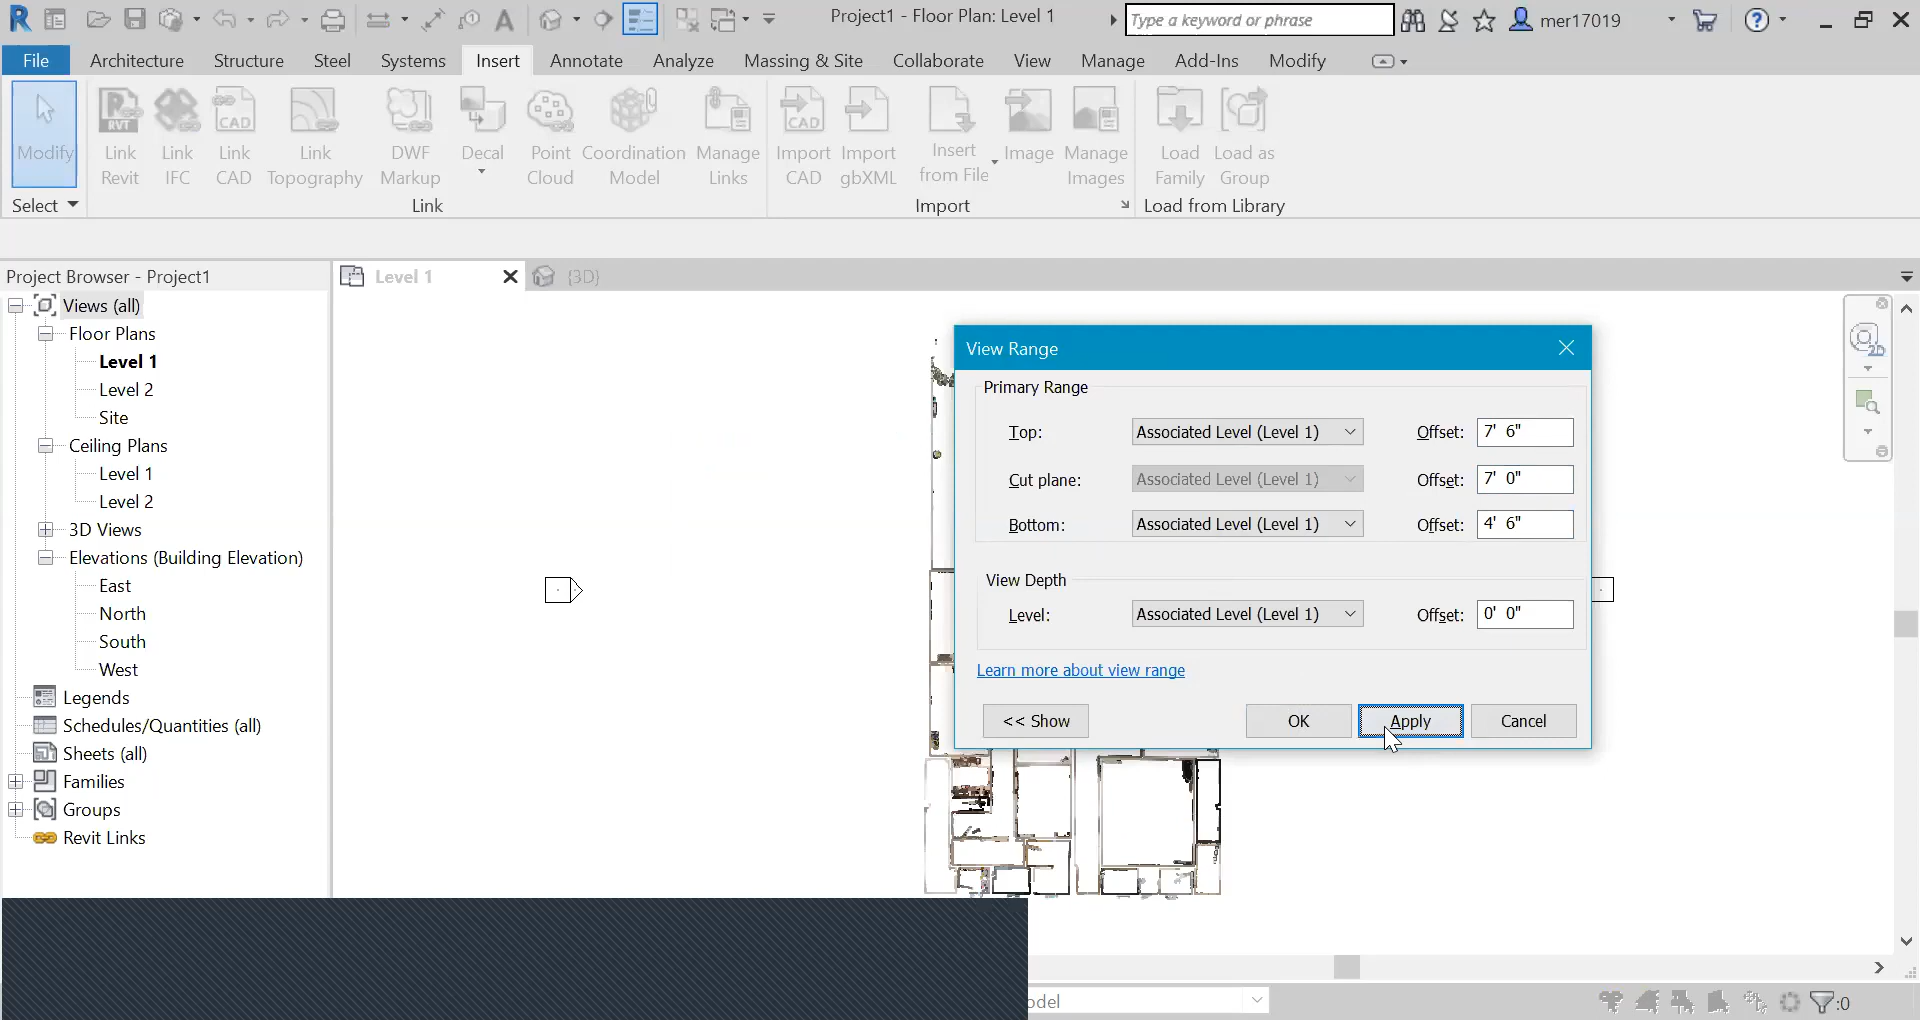 Project1 - Floor Plan: Level 1
Type a keyword or phrase
mer17019
File Architecture Structure Steel Systems Insert Annotate Analyze Massing & Site Collaborate View Manage Add-Ins Modify
Modify
Link Revit
Link IFC
Link CAD
Link Topography
DWF Markup
Decal
Point Cloud
Coordination Model
Manage Links
Import CAD
Import gbXML
Insert from File
Image
Manage Images
Load Family
Load as Group
Select Link Import Load from Library
Project Browser - Project1
Level 1
{3D}
Views (all)
Floor Plans
Level 1
Level 2
Site
Ceiling Plans
Level 1
Level 2
3D Views
Elevations (Building Elevation)
East
North
South
West
Legends
Schedules/Quantities (all)
Sheets (all)
Families
Groups
Revit Links
View Range
Primary Range
Top: Associated Level (Level 1) Offset: 7' 6"
Cut plane: Associated Level (Level 1) Offset: 7' 0"
Bottom: Associated Level (Level 1) Offset: 4' 6"
View Depth
Level: Associated Level (Level 1) Offset: 0' 0"
Learn more about view range
<< Show OK Apply Cancel
2D
odel
:0